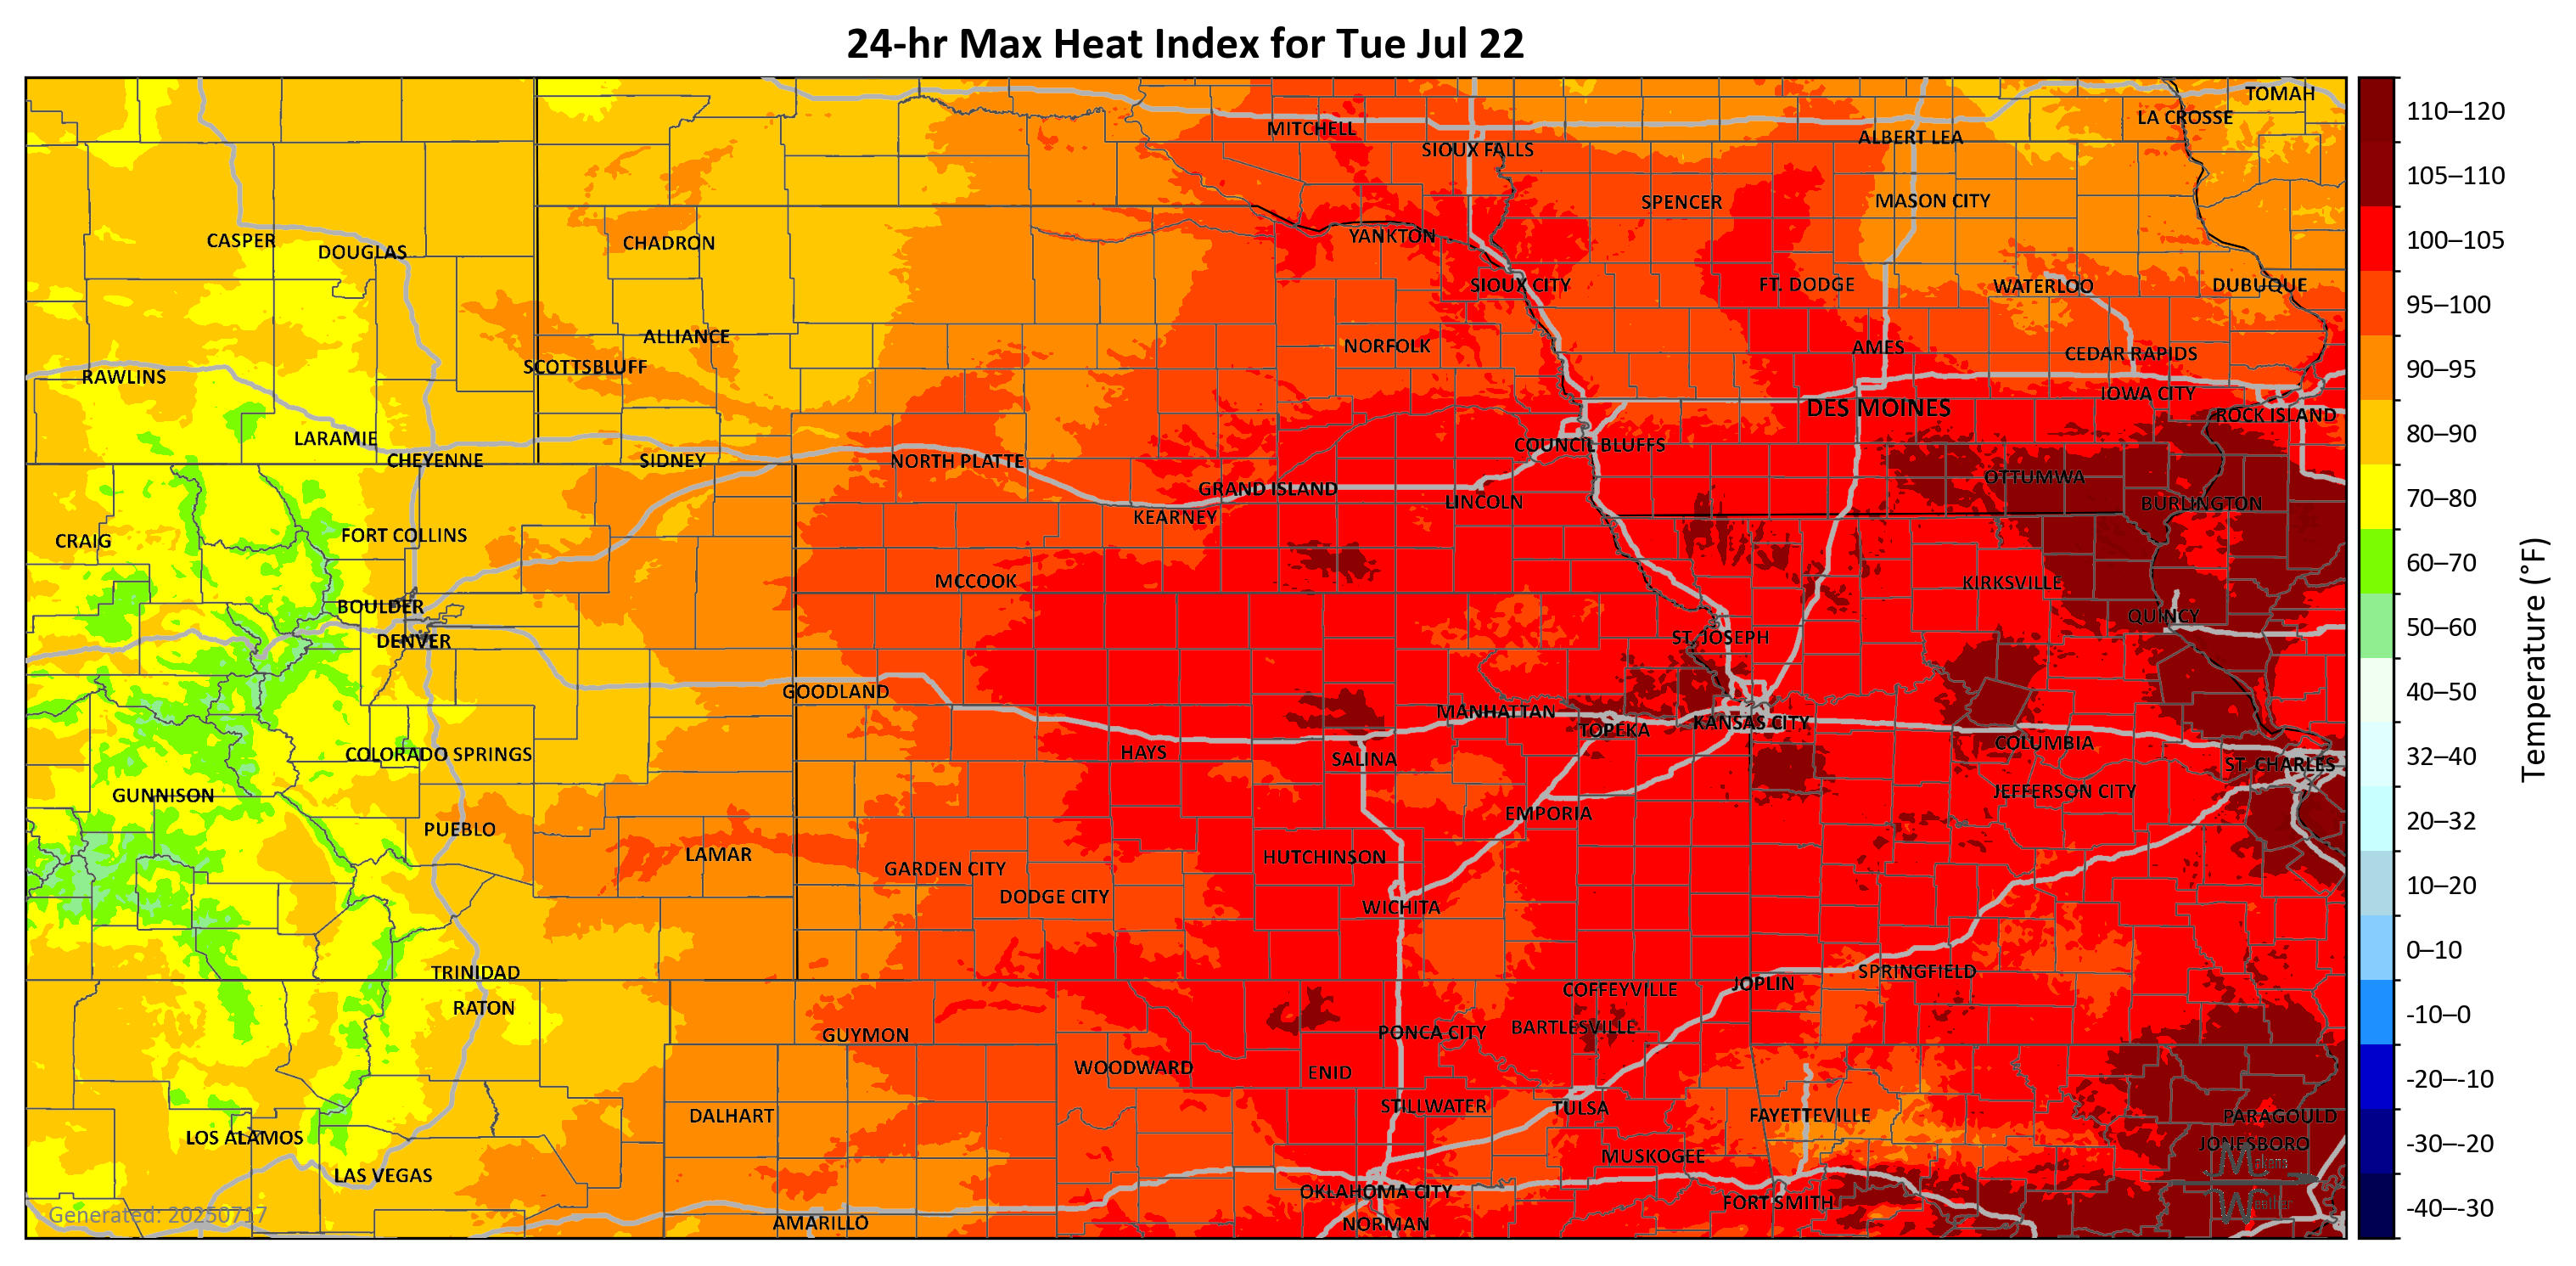 24-hr Max Heat Index for Tue Jul 22
TOMAH
LA CROSSE
MITCHELL
ALBERT LEA
SIOUX FALLS
SPENCER
MASON CITY
YANKTON
CASPER
CHADRON
DOUGLAS
SIOUX CITY
FT. DODGE
WATERLOO
DUBUQUE
ALLIANCE
NORFOLK
AMES
CEDAR RAPIDS
SCOTTSBLUFF
RAWLINS
IOWA CITY
DES MOINES
ROCK ISLAND
LARAMIE
COUNCIL BLUFFS
CHEYENNE
SIDNEY
NORTH PLATTE
OTTUMWA
GRAND ISLAND
LINCOLN
BURLINGTON
KEARNEY
FORT COLLINS
CRAIG
MCCOOK
KIRKSVILLE
BOULDER
QUINCY
DENVER
ST. JOSEPH
GOODLAND
MANHATTAN
TOPEKA
KANSAS CITY
COLUMBIA
HAYS
COLORADO SPRINGS
SALINA
ST. CHARLES
GUNNISON
JEFFERSON CITY
EMPORIA
PUEBLO
LAMAR
HUTCHINSON
GARDEN CITY
DODGE CITY
WICHITA
TRINIDAD
SPRINGFIELD
JOPLIN
COFFEYVILLE
RATON
BARTLESVILLE
GUYMON
PONCA CITY
WOODWARD
ENID
STILLWATER
TULSA
DALHART
FAYETTEVILLE
PARAGOULD
LOS ALAMOS
JONESBORO
MUSKOGEE
LAS VEGAS
OKLAHOMA CITY
FORT SMITH
AMARILLO
NORMAN
Generated: 20250717
Makens
Weather
110–120
105–110
100–105
95–100
90–95
80–90
70–80
60–70
50–60
40–50
32–40
20–32
10–20
0–10
-10–0
-20–-10
-30–-20
-40–-30
Temperature (°F)